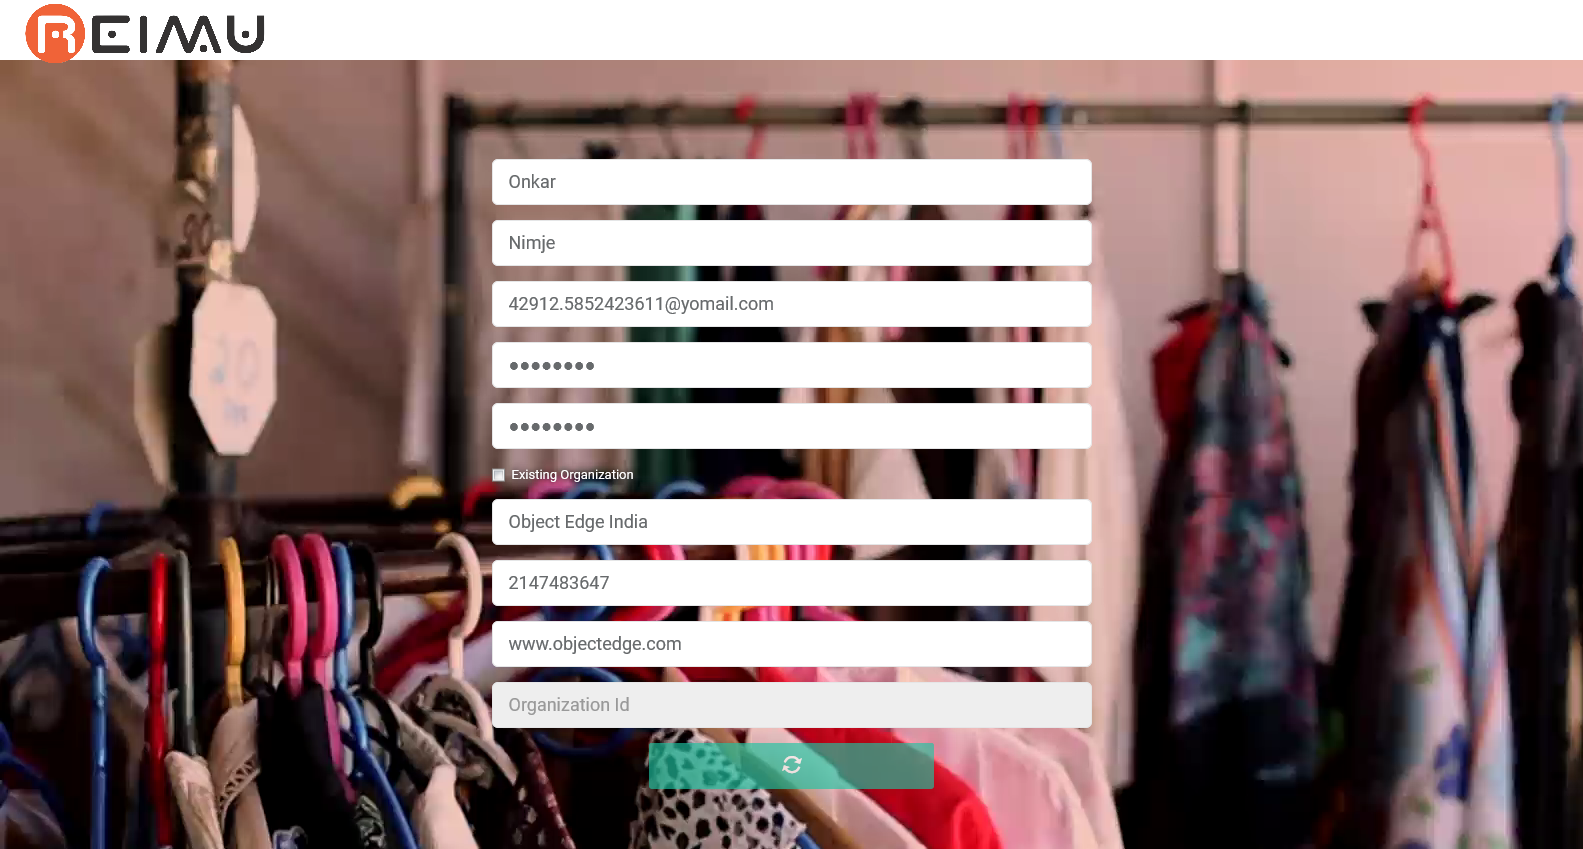 REIMU
Onkar
Nimje
42912.5852423611@yomail.com
●●●●●●●●
●●●●●●●●
Existing Organization
Object Edge India
2147483647
www.objectedge.com
Organization Id